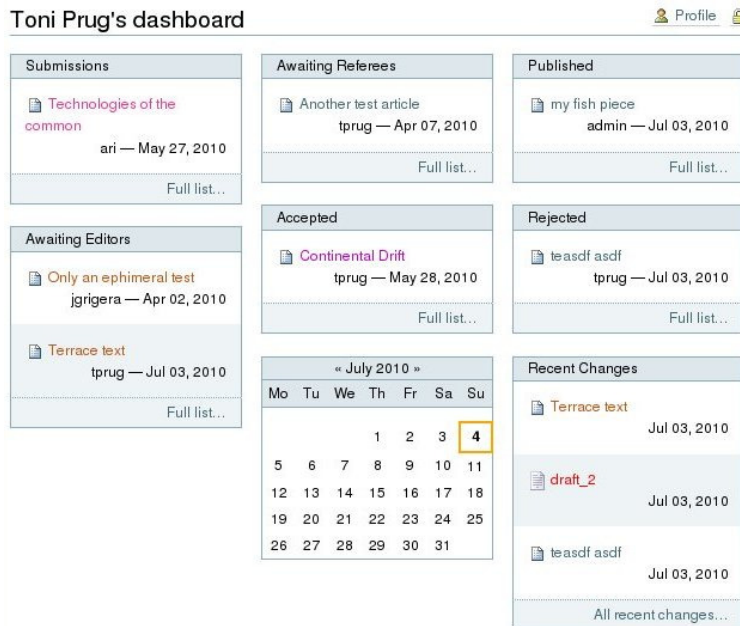 Toni Prug's dashboard
Profile
Submissions
Technologies of the
common
ari — May 27, 2010
Full list...
Awaiting Editors
Only an ephimeral test
jgrigera — Apr 02, 2010
Terrace text
tprug — Jul 03, 2010
Full list...
Awaiting Referees
Another test article
tprug — Apr 07, 2010
Full list...
Accepted
Continental Drift
tprug — May 28, 2010
Full list...
« July 2010 »
Mo Tu We Th Fr Sa Su
1 2 3 4
5 6 7 8 9 10 11
12 13 14 15 16 17 18
19 20 21 22 23 24 25
26 27 28 29 30 31
Published
my fish piece
admin — Jul 03, 2010
Full list...
Rejected
teasdf asdf
tprug — Jul 03, 2010
Full list...
Recent Changes
Terrace text
Jul 03, 2010
draft_2
Jul 03, 2010
teasdf asdf
Jul 03, 2010
All recent changes...